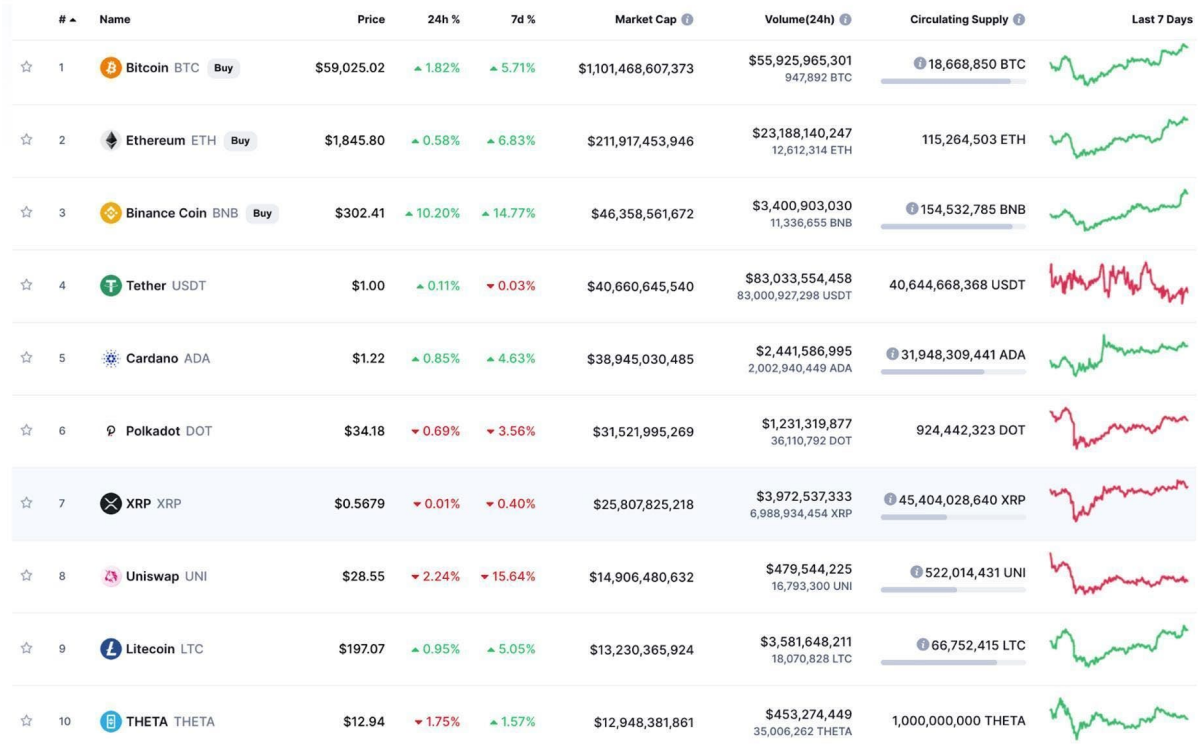 # Name Price 24h % 7d % Market Cap Volume(24h) Circulating Supply Last 7 Days
1 Bitcoin BTC Buy $59,025.02 1.82% 5.71% $1,101,468,607,373 $55,925,965,301 18,668,850 BTC
947,892 BTC
2 Ethereum ETH Buy $1,845.80 0.58% 6.83% $211,917,453,946 $23,188,140,247 115,264,503 ETH
12,612,314 ETH
3 Binance Coin BNB Buy $302.41 10.20% 14.77% $46,358,561,672 $3,400,903,030 154,532,785 BNB
11,336,655 BNB
4 Tether USDT $1.00 0.11% 0.03% $40,660,645,540 $83,033,554,458 40,644,668,368 USDT
83,000,927,298 USDT
5 Cardano ADA $1.22 0.85% 4.63% $38,945,030,485 $2,441,586,995 31,948,309,441 ADA
2,002,940,449 ADA
6 Polkadot DOT $34.18 0.69% 3.56% $31,521,995,269 $1,231,319,877 924,442,323 DOT
36,110,792 DOT
7 XRP XRP $0.5679 0.01% 0.40% $25,807,825,218 $3,972,537,333 45,404,028,640 XRP
6,988,934,454 XRP
8 Uniswap UNI $28.55 2.24% 15.64% $14,906,480,632 $479,544,225 522,014,431 UNI
16,793,300 UNI
9 Litecoin LTC $197.07 0.95% 5.05% $13,230,365,924 $3,581,648,211 66,752,415 LTC
18,070,828 LTC
10 THETA THETA $12.94 1.75% 1.57% $12,948,381,861 $453,274,449 1,000,000,000 THETA
35,006,262 THETA